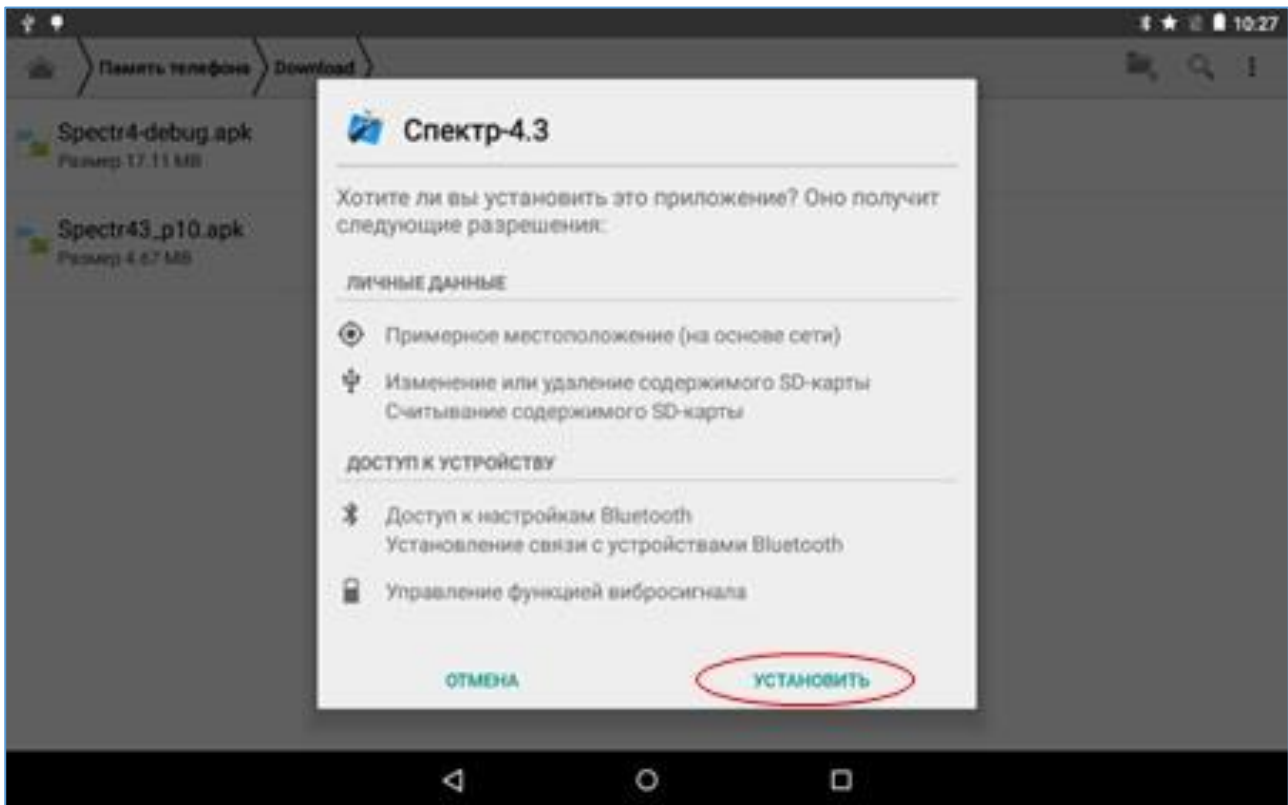 10:27
Память телефона
Download
Spectr4-debug.apk
Размер 17.11 MB
Spectr43_p10.apk
Размер 4.67 MB
Спектр-4.3
Хотите ли вы установить это приложение? Оно получит
следующие разрешения:
ЛИЧНЫЕ ДАННЫЕ
Примерное местоположение (на основе сети)
Изменение или удаление содержимого SD-карты
Считывание содержимого SD-карты
ДОСТУП К УСТРОЙСТВУ
Доступ к настройкам Bluetooth
Установление связи с устройствами Bluetooth
Управление функцией вибросигнала
ОТМЕНА
УСТАНОВИТЬ